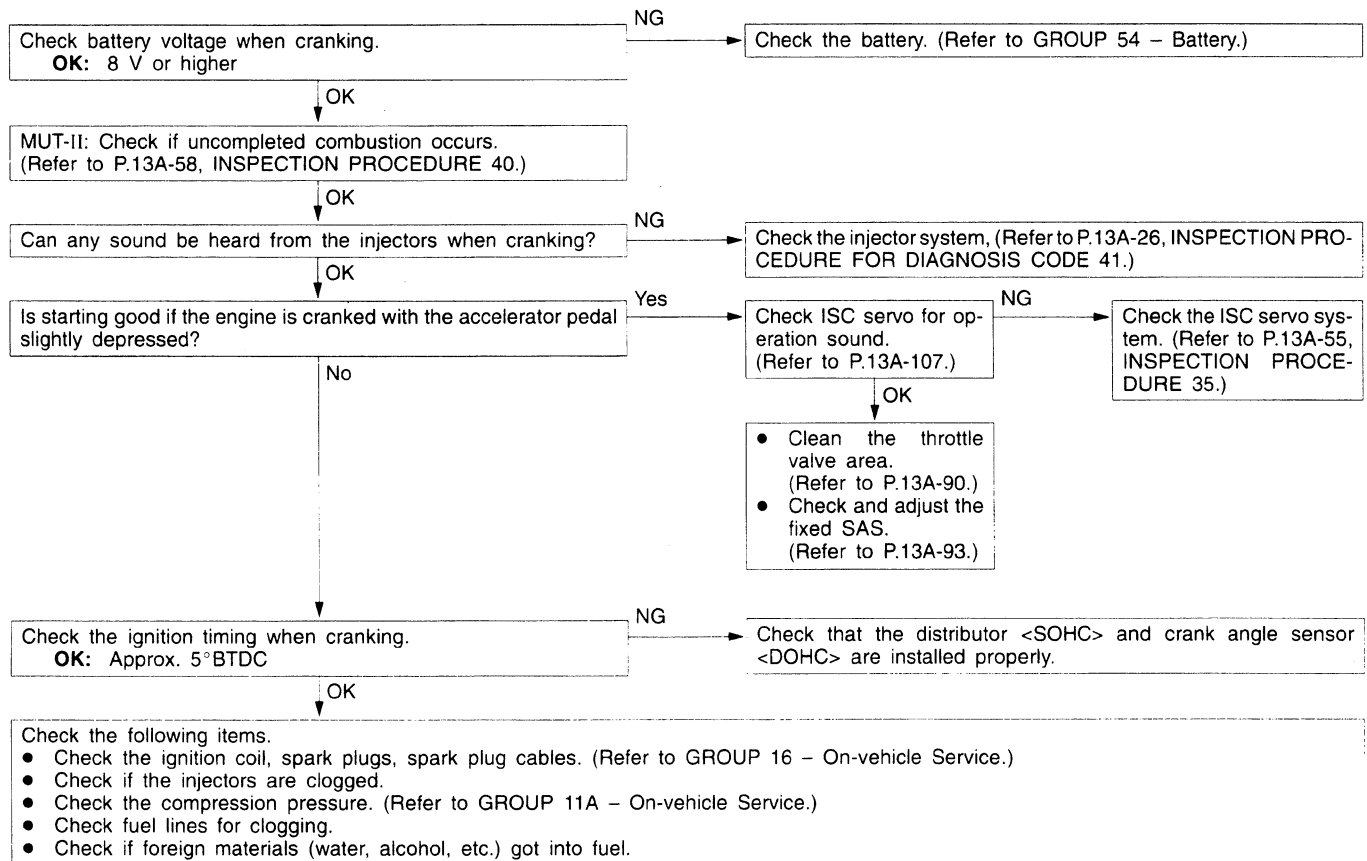 Check battery voltage when cranking.
OK: 8 V or higher
NG
Check the battery. (Refer to GROUP 54 – Battery.)
OK
MUT-II: Check if uncompleted combustion occurs.
(Refer to P.13A-58, INSPECTION PROCEDURE 40.)
OK
Can any sound be heard from the injectors when cranking?
NG
Check the injector system, (Refer to P.13A-26, INSPECTION PRO-
CEDURE FOR DIAGNOSIS CODE 41.)
OK
Is starting good if the engine is cranked with the accelerator pedal
slightly depressed?
Yes
Check ISC servo for op-
eration sound.
(Refer to P.13A-107.)
NG
Check the ISC servo sys-
tem. (Refer to P.13A-55,
INSPECTION PROCE-
DURE 35.)
OK
● Clean the throttle
valve area.
(Refer to P.13A-90.)
● Check and adjust the
fixed SAS.
(Refer to P.13A-93.)
No
Check the ignition timing when cranking.
OK: Approx. 5°BTDC
NG
Check that the distributor <SOHC> and crank angle sensor
<DOHC> are installed properly.
OK
Check the following items.
● Check the ignition coil, spark plugs, spark plug cables. (Refer to GROUP 16 – On-vehicle Service.)
● Check if the injectors are clogged.
● Check the compression pressure. (Refer to GROUP 11A – On-vehicle Service.)
● Check fuel lines for clogging.
● Check if foreign materials (water, alcohol, etc.) got into fuel.